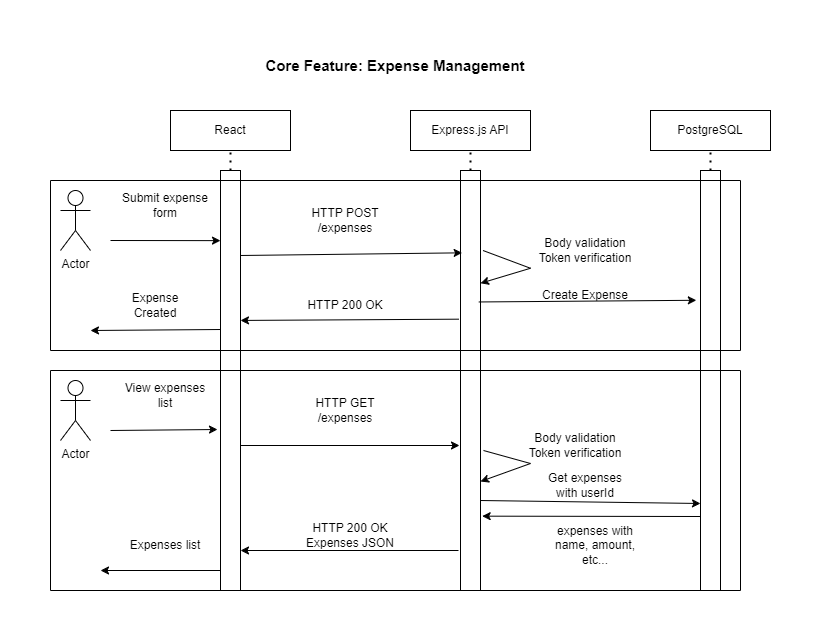 Core Feature: Expense Management
React
Express.js API
PostgreSQL
Submit expense
form
HTTP POST
/expenses
Body validation
Token verification
Actor
Create Expense
Expense
Created
HTTP 200 OK
View expenses
list
HTTP GET
/expenses
Body validation
Token verification
Actor
Get expenses
with userId
HTTP 200 OK
Expenses JSON
expenses with
name, amount,
etc...
Expenses list